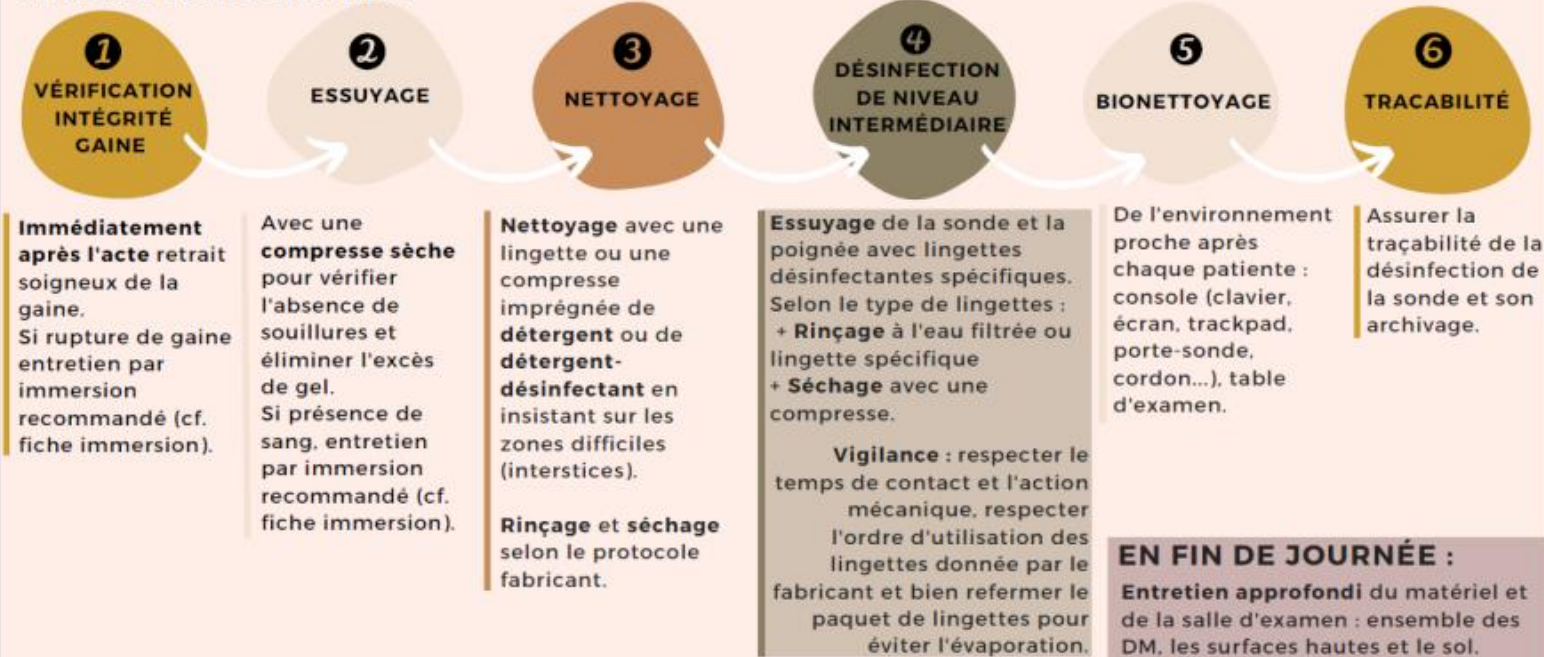 1
VÉRIFICATION
INTÉGRITÉ
GAINE
Immédiatement
après l'acte retrait
soigneux de la
gaine.
Si rupture de gaine
entretien par
immersion
recommandé (cf.
fiche immersion).
2
ESSUYAGE
Avec une
compresse sèche
pour vérifier
l'absence de
souillures et
éliminer l'excès
de gel.
Si présence de
sang, entretien
par immersion
recommandé (cf.
fiche immersion).
3
NETTOYAGE
Nettoyage avec une
lingette ou une
compresse
imprégnée de
détergent ou de
détergent-
désinfectant en
insistant sur les
zones difficiles
(interstices).
Rinçage et séchage
selon le protocole
fabricant.
4
DÉSINFECTION
DE NIVEAU
INTERMÉDIAIRE
Essuyage de la sonde et la
poignée avec lingettes
désinfectantes spécifiques.
Selon le type de lingettes :
+ Rinçage à l'eau filtrée ou
lingette spécifique
+ Séchage avec une
compresse.
Vigilance : respecter le
temps de contact et l'action
mécanique, respecter
l'ordre d'utilisation des
lingettes donnée par le
fabricant et bien refermer le
paquet de lingettes pour
éviter l'évaporation.
5
BIONETTOYAGE
De l'environnement
proche après
chaque patiente :
console (clavier,
écran, trackpad,
porte-sonde,
cordon...), table
d'examen.
6
TRACABILITÉ
Assurer la
traçabilité de la
désinfection de
la sonde et son
archivage.
EN FIN DE JOURNÉE :
Entretien approfondi du matériel et
de la salle d'examen : ensemble des
DM, les surfaces hautes et le sol.